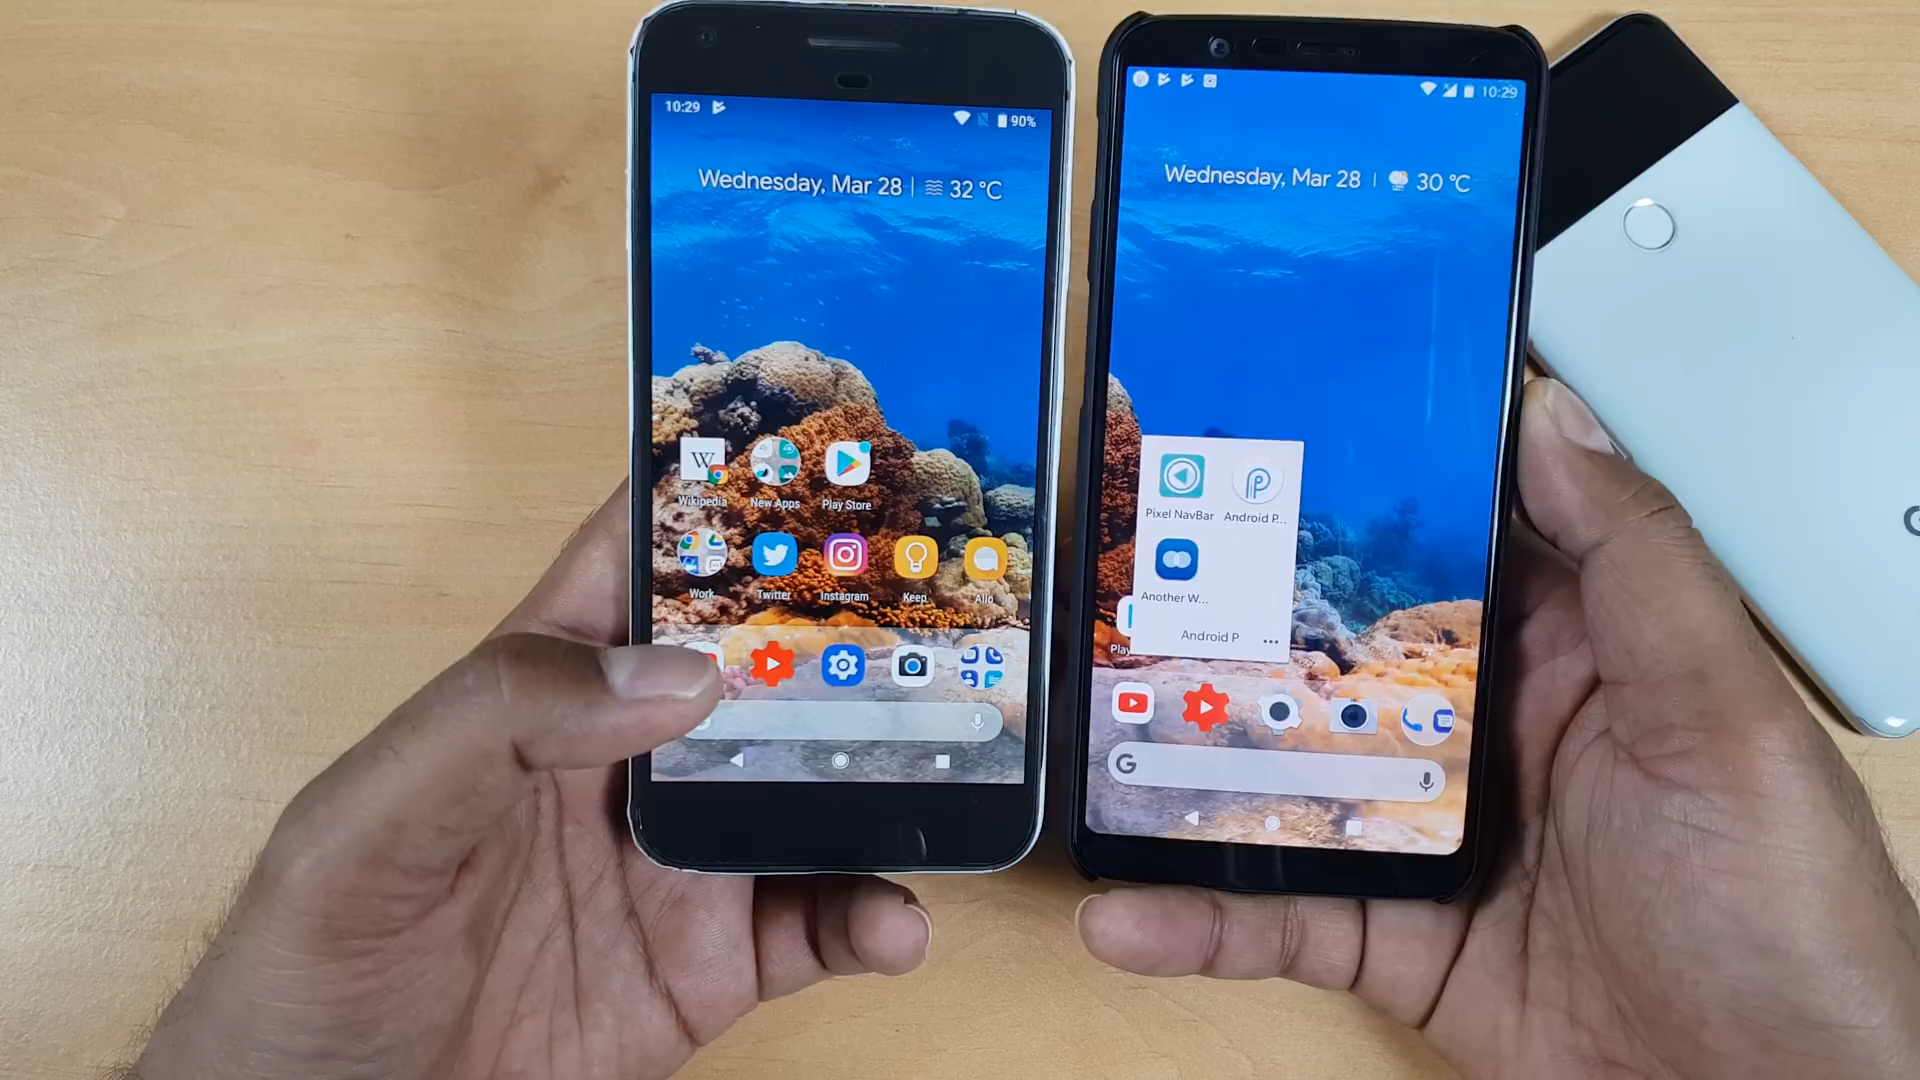 10:29
90%
Wednesday, Mar 28 | 32 °C
W
Wikipedia
New Apps
Play Store
Work
Twitter
Instagram
Keep
Allo
10:29
Wednesday, Mar 28 | 30 °C
Pixel NavBar
Android P...
Another W...
Android P
Play
G
G